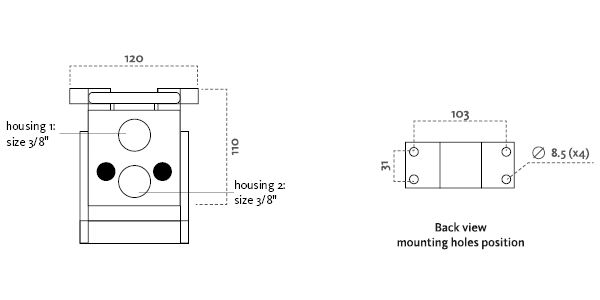 120
housing 1:
size 3/8"
110
housing 2:
size 3/8"
103
31
8.5 (x4)
Back view
mounting holes position